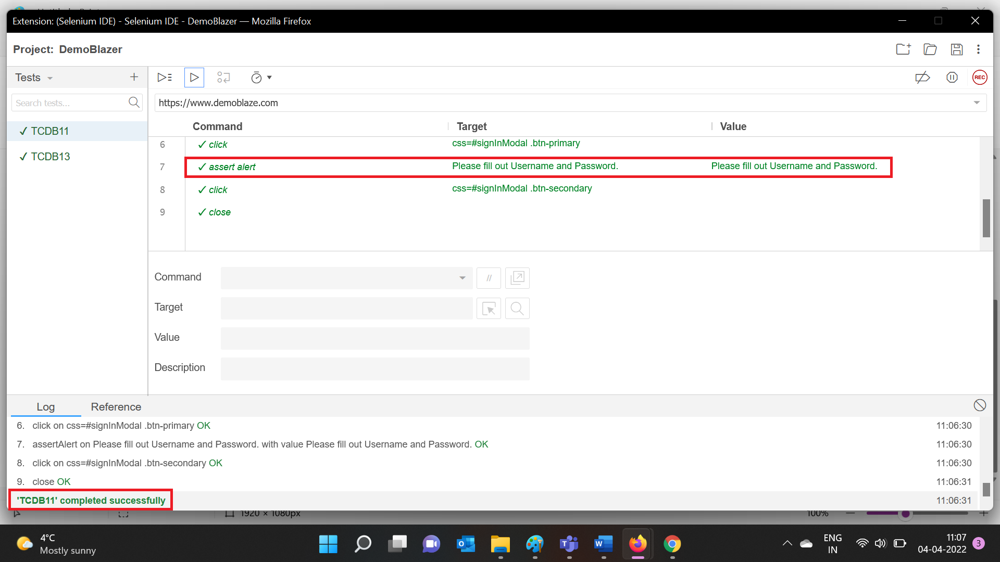 Extension: (Selenium IDE) - Selenium IDE - DemoBlazer — Mozilla Firefox
Project: DemoBlazer
Tests
Search tests...
✓ TCDB11
✓ TCDB13
REC
https://www.demoblaze.com
Command Target Value
6 ✓ click css=#signInModal .btn-primary
7 ✓ assert alert Please fill out Username and Password. Please fill out Username and Password.
8 ✓ click css=#signInModal .btn-secondary
9 ✓ close
Command //
Target
Value
Description
Log Reference
6. click on css=#signInModal .btn-primary OK 11:06:30
7. assertAlert on Please fill out Username and Password. with value Please fill out Username and Password. OK 11:06:30
8. click on css=#signInModal .btn-secondary OK 11:06:30
9. close OK 11:06:31
'TCDB11' completed successfully 11:06:31
1920 × 1080px 100%
4°C
Mostly sunny
ENG
IN
11:07
04-04-2022
3